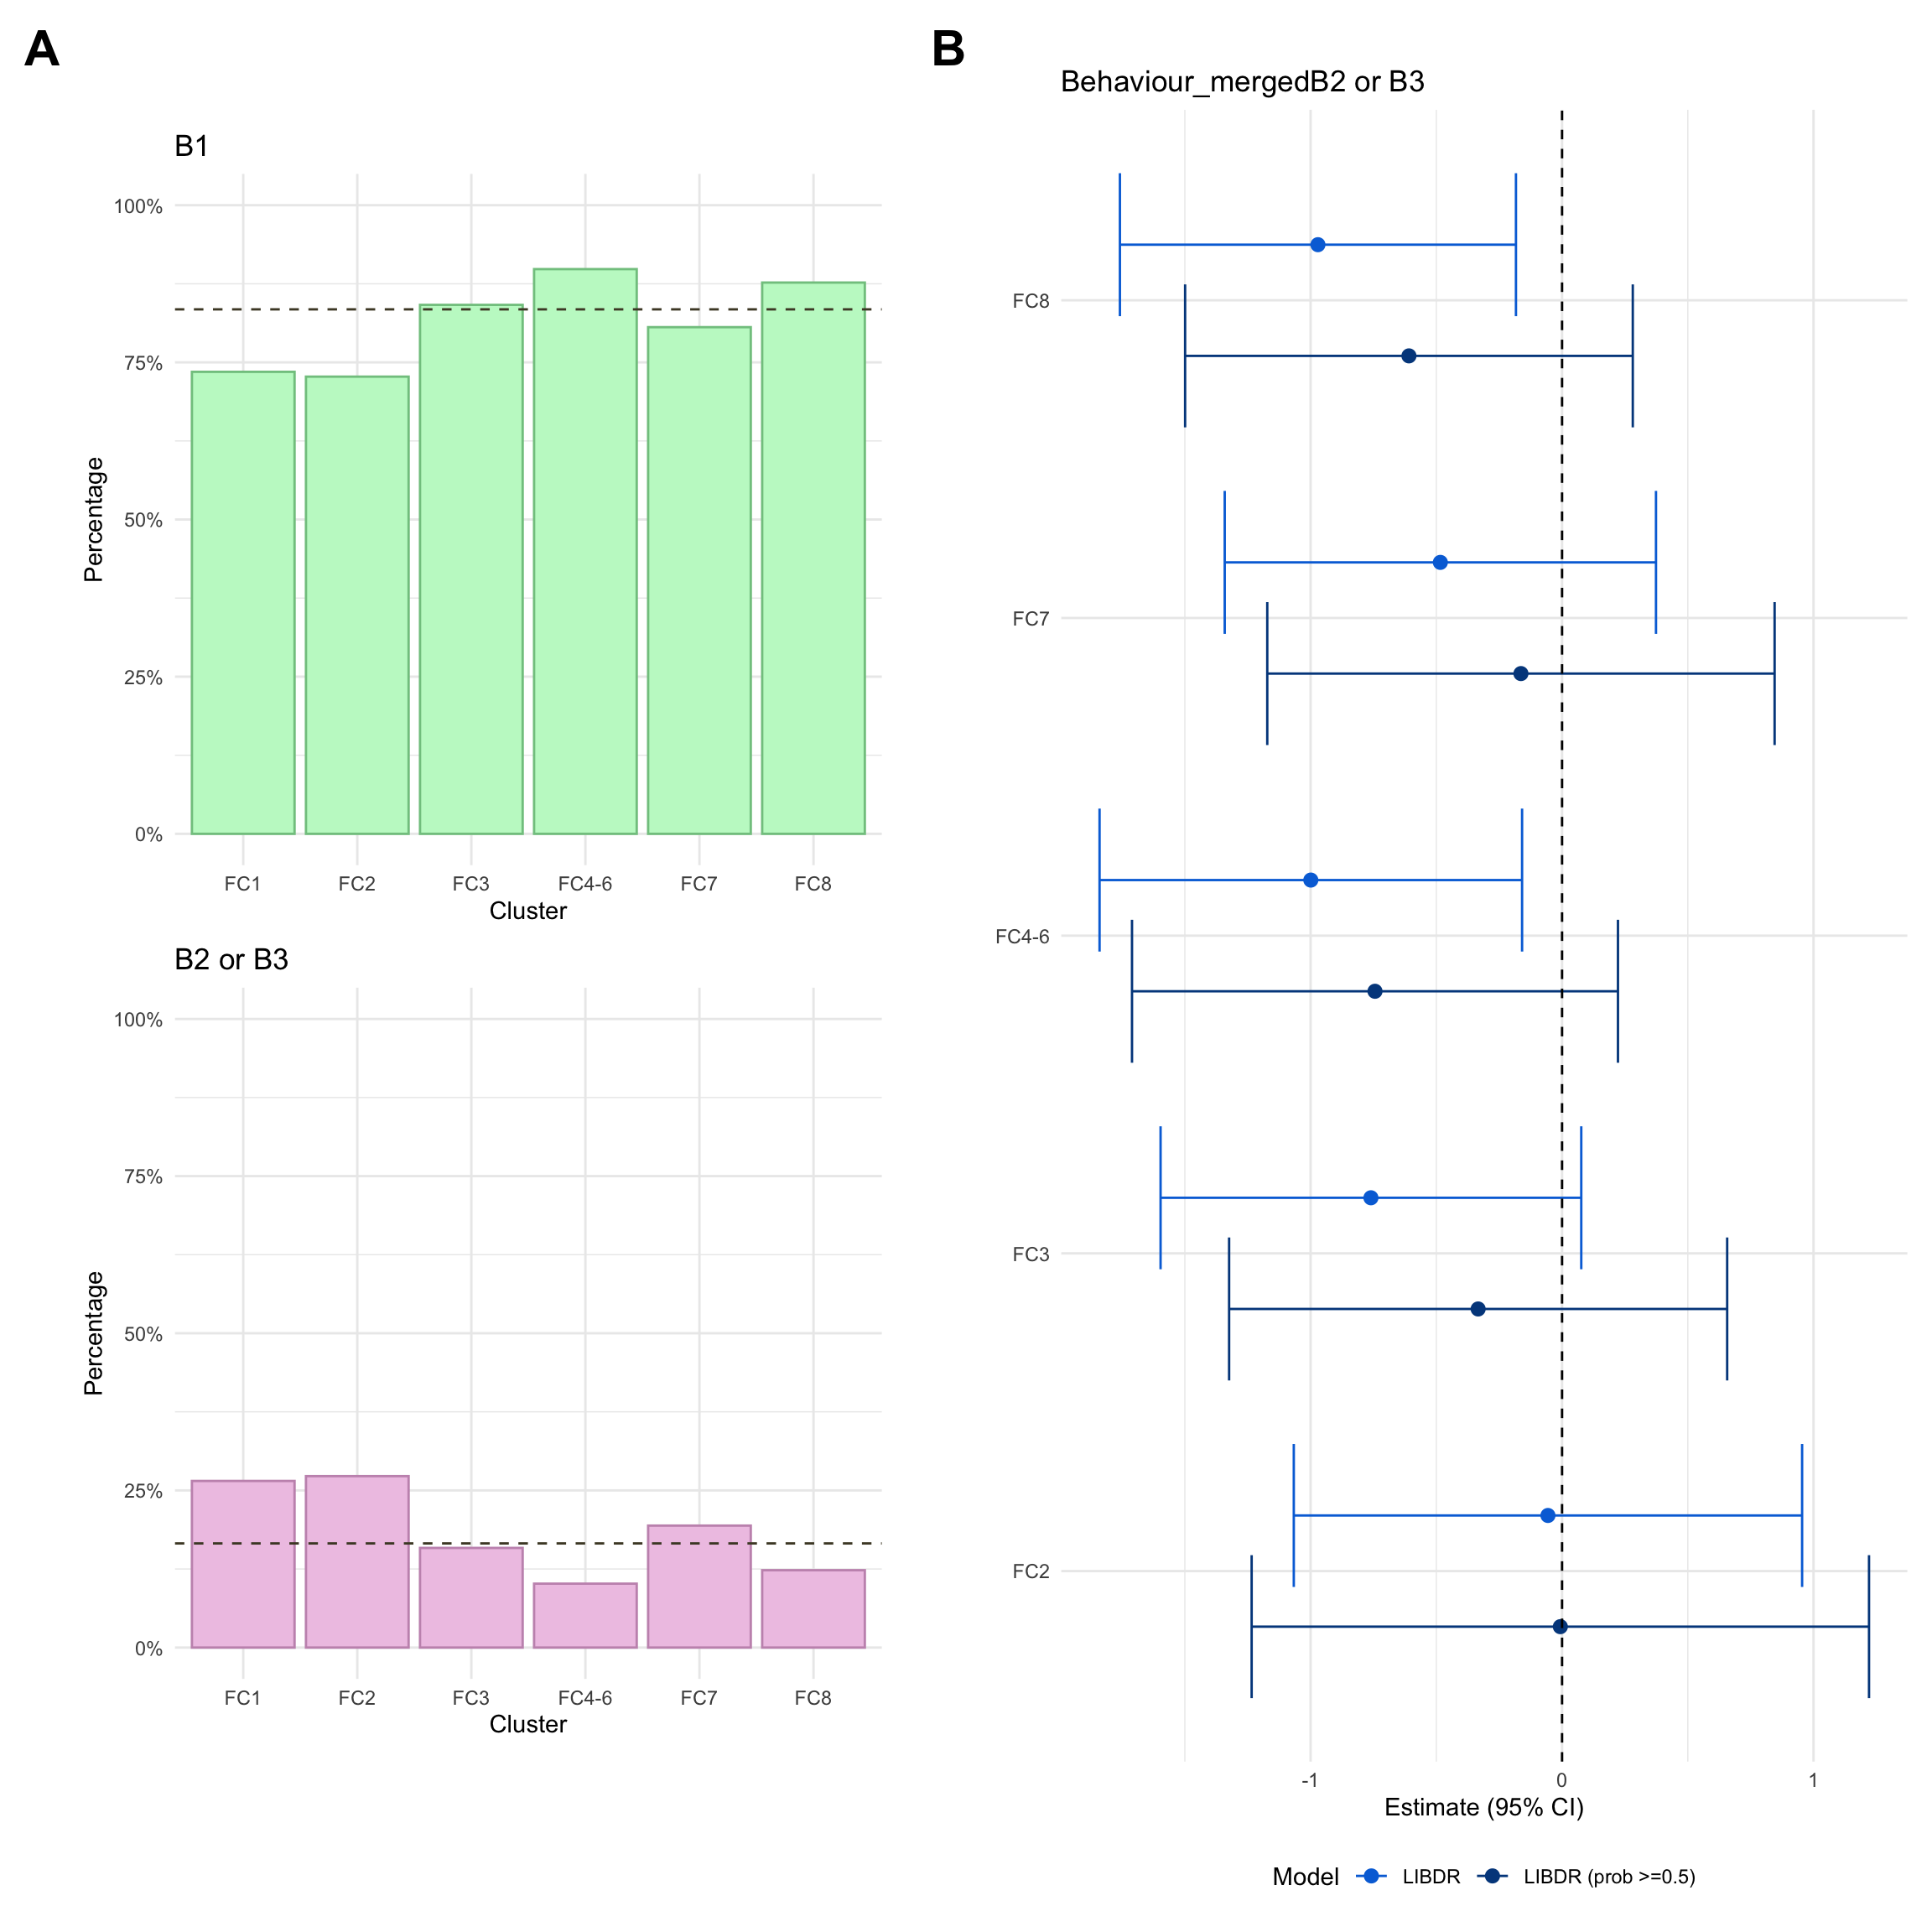 A
B1
100%
75%
50%
25%
0%
Percentage
FC1 FC2 FC3 FC4-6 FC7 FC8
Cluster
B2 or B3
100%
75%
50%
25%
0%
Percentage
FC1 FC2 FC3 FC4-6 FC7 FC8
Cluster
B
Behaviour_mergedB2 or B3
FC8
FC7
FC4-6
FC3
FC2
-1 0 1
Estimate (95% CI)
Model LIBDR LIBDR (prob >=0.5)